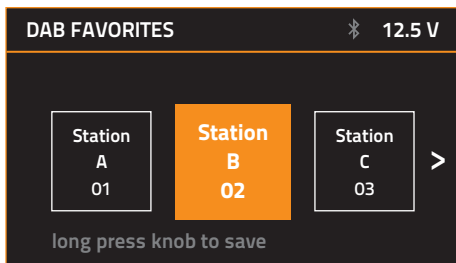 DAB FAVORITES 12.5 V
Station Station Station
A B C
01 02 03
>
long press knob to save